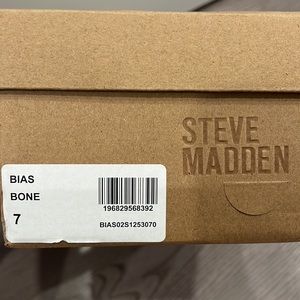 STEVE
MADDEN
BIAS
BONE
7
196829568392
BIAS02S1253070